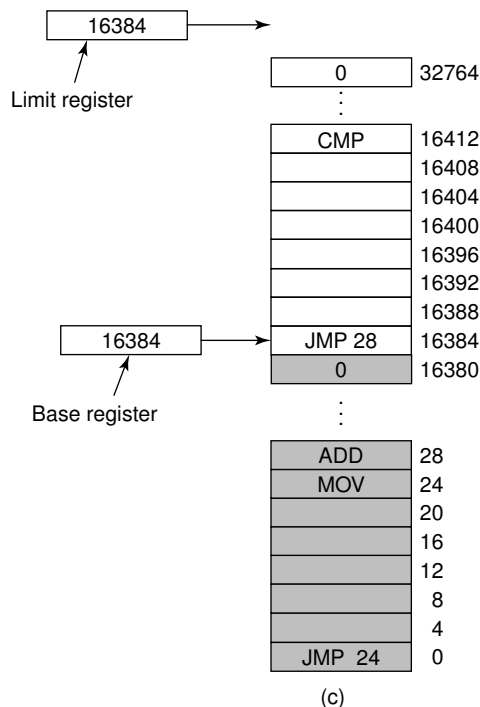 16384
Limit register
0 32764
CMP 16412
16408
16404
16400
16396
16392
16388
16384 JMP 28 16384
0 16380
Base register
ADD 28
MOV 24
20
16
12
8
4
JMP 24 0
(c)